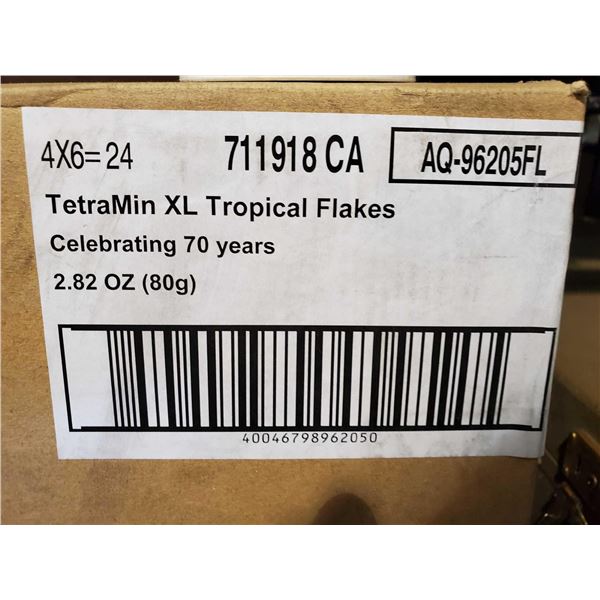 4X6=24 711918 CA AQ-96205FL
TetraMin XL Tropical Flakes
Celebrating 70 years
2.82 OZ (80g)
40046798962050